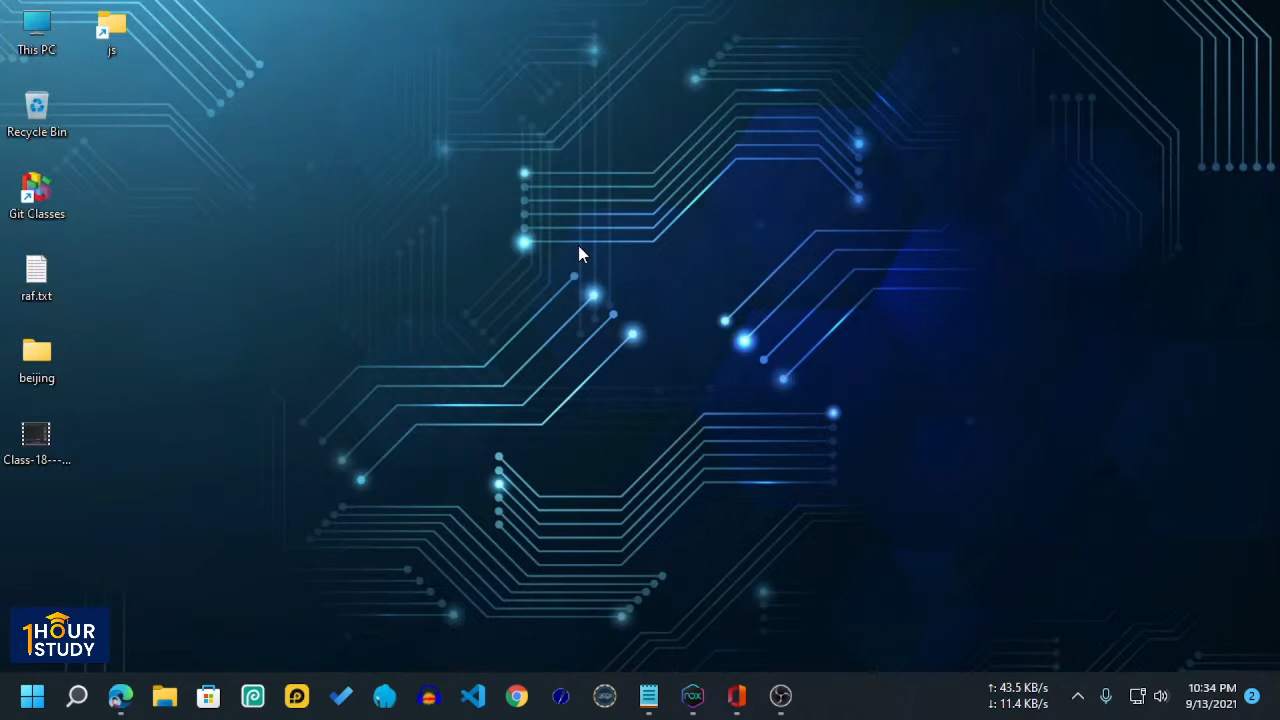 This PC
js
Recycle Bin
Git Classes
raf.txt
beijing
Class-18---...
1HOUR
STUDY
nox
↑: 43.5 KB/s
↓: 11.4 KB/s
10:34 PM
9/13/2021
2